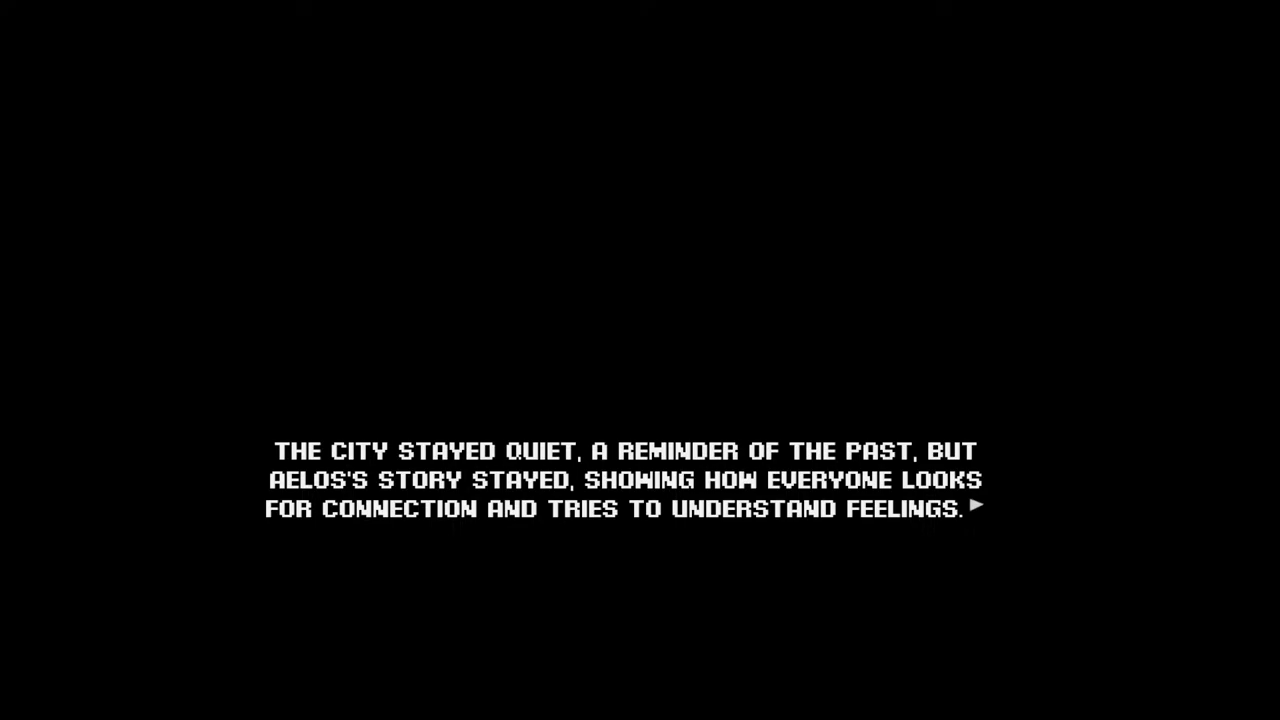 THE CITY STAYED QUIET, A REMINDER OF THE PAST, BUT
AELOS'S STORY STAYED, SHOWING HOW EVERYONE LOOKS
FOR CONNECTION AND TRIES TO UNDERSTAND FEELINGS.